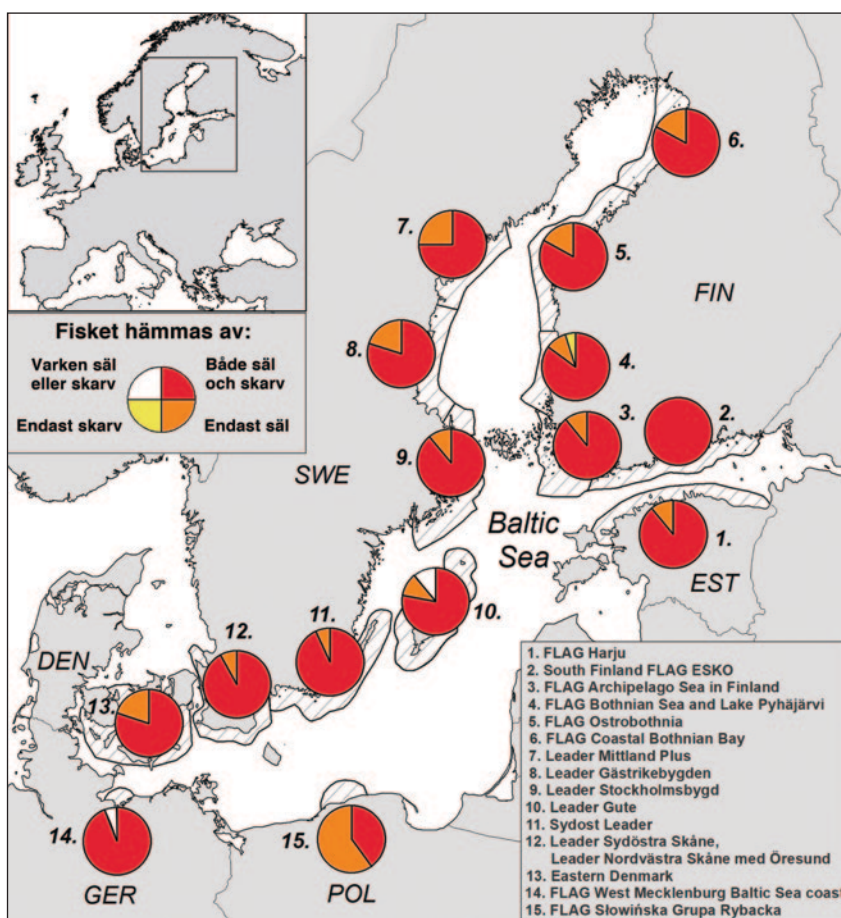 Fisket hämmas av:
Varken säl
eller skarv
Både säl
och skarv
Endast skarv
Endast säl
6.
7.
5.
FIN
8.
4.
3.
2.
9.
SWE
Baltic
Sea
1.
EST
10.
11.
12.
DEN
13.
14.
GER
15.
POL
1. FLAG Harju
2. South Finland FLAG ESKO
3. FLAG Archipelago Sea in Finland
4. FLAG Bothnian Sea and Lake Pyhäjärvi
5. FLAG Ostrobothnia
6. FLAG Coastal Bothnian Bay
7. Leader Mittland Plus
8. Leader Gästrikebygden
9. Leader Stockholmsbygd
10. Leader Gute
11. Sydost Leader
12. Leader Sydöstra Skåne,
Leader Nordvästra Skåne med Öresund
13. Eastern Denmark
14. FLAG West Mecklenburg Baltic Sea coast
15. FLAG Słowińska Grupa Rybacka